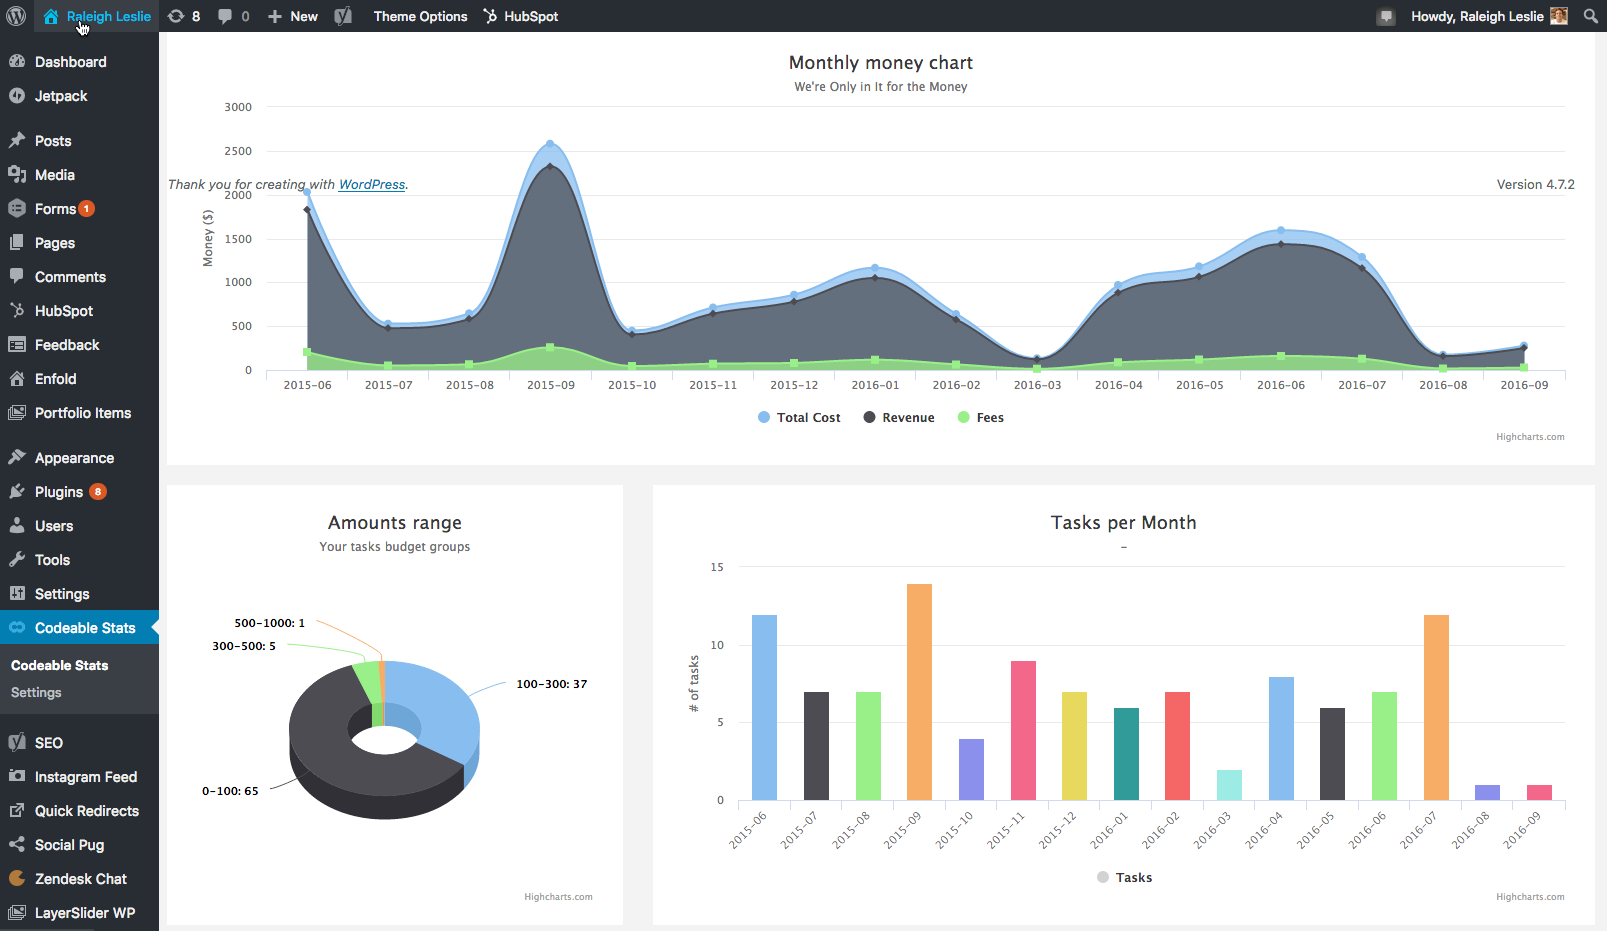 Raleigh Leslie 8 0 New Theme Options HubSpot Howdy, Raleigh Leslie
Dashboard
Jetpack
Posts
Media
Forms 1
Pages
Comments
HubSpot
Feedback
Enfold
Portfolio Items
Appearance
Plugins 8
Users
Tools
Settings
Codeable Stats
Codeable Stats
Settings
SEO
Instagram Feed
Quick Redirects
Social Pug
Zendesk Chat
LayerSlider WP
Monthly money chart
We're Only in It for the Money
3000
2500
Thank you for creating with WordPress. Version 4.7.2
2000
1500
1000
500
0
Money ($)
2015-06 2015-07 2015-08 2015-09 2015-10 2015-11 2015-12 2016-01 2016-02 2016-03 2016-04 2016-05 2016-06 2016-07 2016-08 2016-09
Total Cost Revenue Fees
Highcharts.com
Amounts range
Your tasks budget groups
500-1000: 1
300-500: 5
100-300: 37
0-100: 65
Highcharts.com
Tasks per Month
-
15
10
5
0
# of tasks
2015-06 2015-07 2015-08 2015-09 2015-10 2015-11 2015-12 2016-01 2016-02 2016-03 2016-04 2016-05 2016-06 2016-07 2016-08 2016-09
Tasks
Highcharts.com